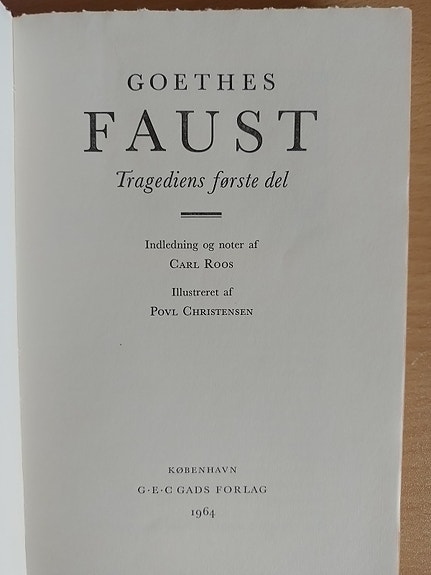 GOETHES
FAUST
Tragediens første del
Indledning og noter af
CARL ROOS
Illustreret af
POVL CHRISTENSEN
KØBENHAVN
G·E·C GADS FORLAG
1964